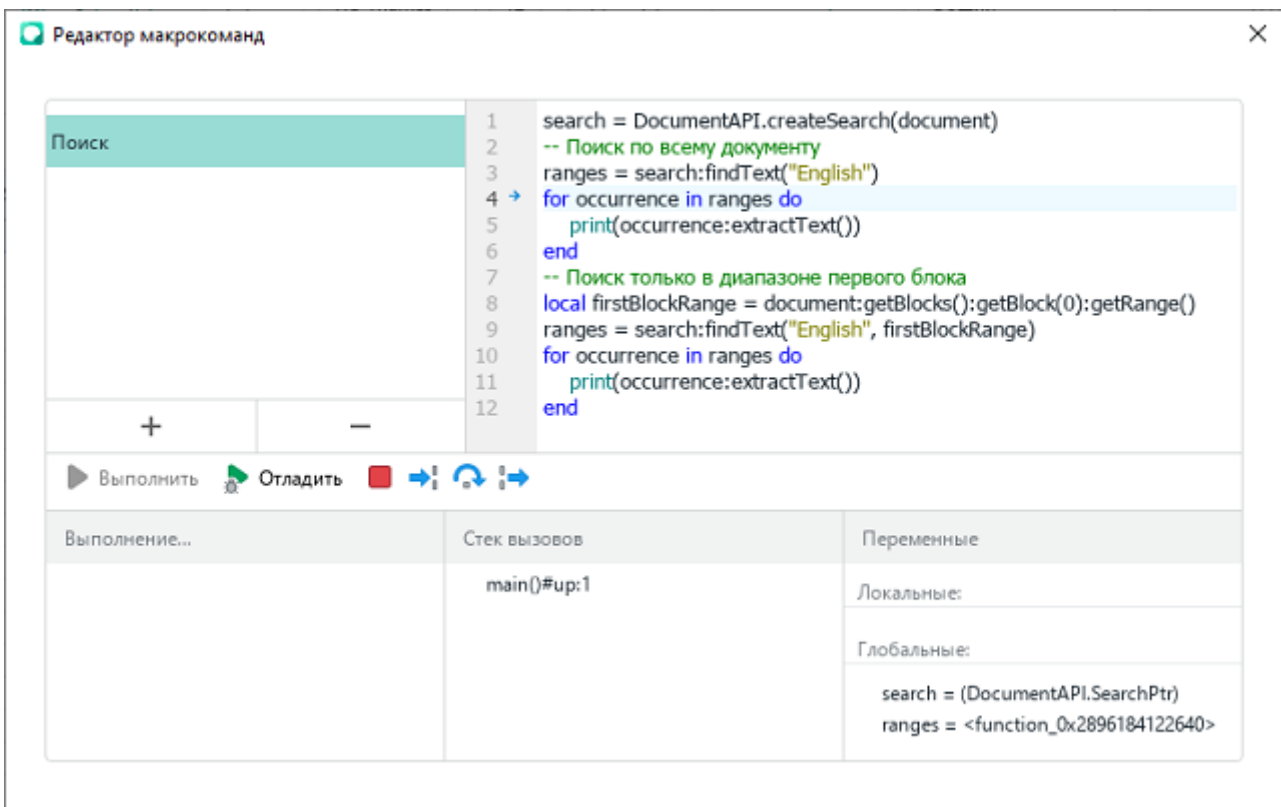 Редактор макрокоманд
Поиск
1 search = DocumentAPI.createSearch(document)
2 -- Поиск по всему документу
3 ranges = search:findText("English")
4 for occurrence in ranges do
5 print(occurrence:extractText())
6 end
7 -- Поиск только в диапазоне первого блока
8 local firstBlockRange = document:getBlocks():getBlock(0):getRange()
9 ranges = search:findText("English", firstBlockRange)
10 for occurrence in ranges do
11 print(occurrence:extractText())
12 end
+ −
Выполнить Отладить
Выполнение... Стек вызовов Переменные
main()#up:1
Локальные:
Глобальные:
search = (DocumentAPI.SearchPtr)
ranges = <function_0x2896184122640>